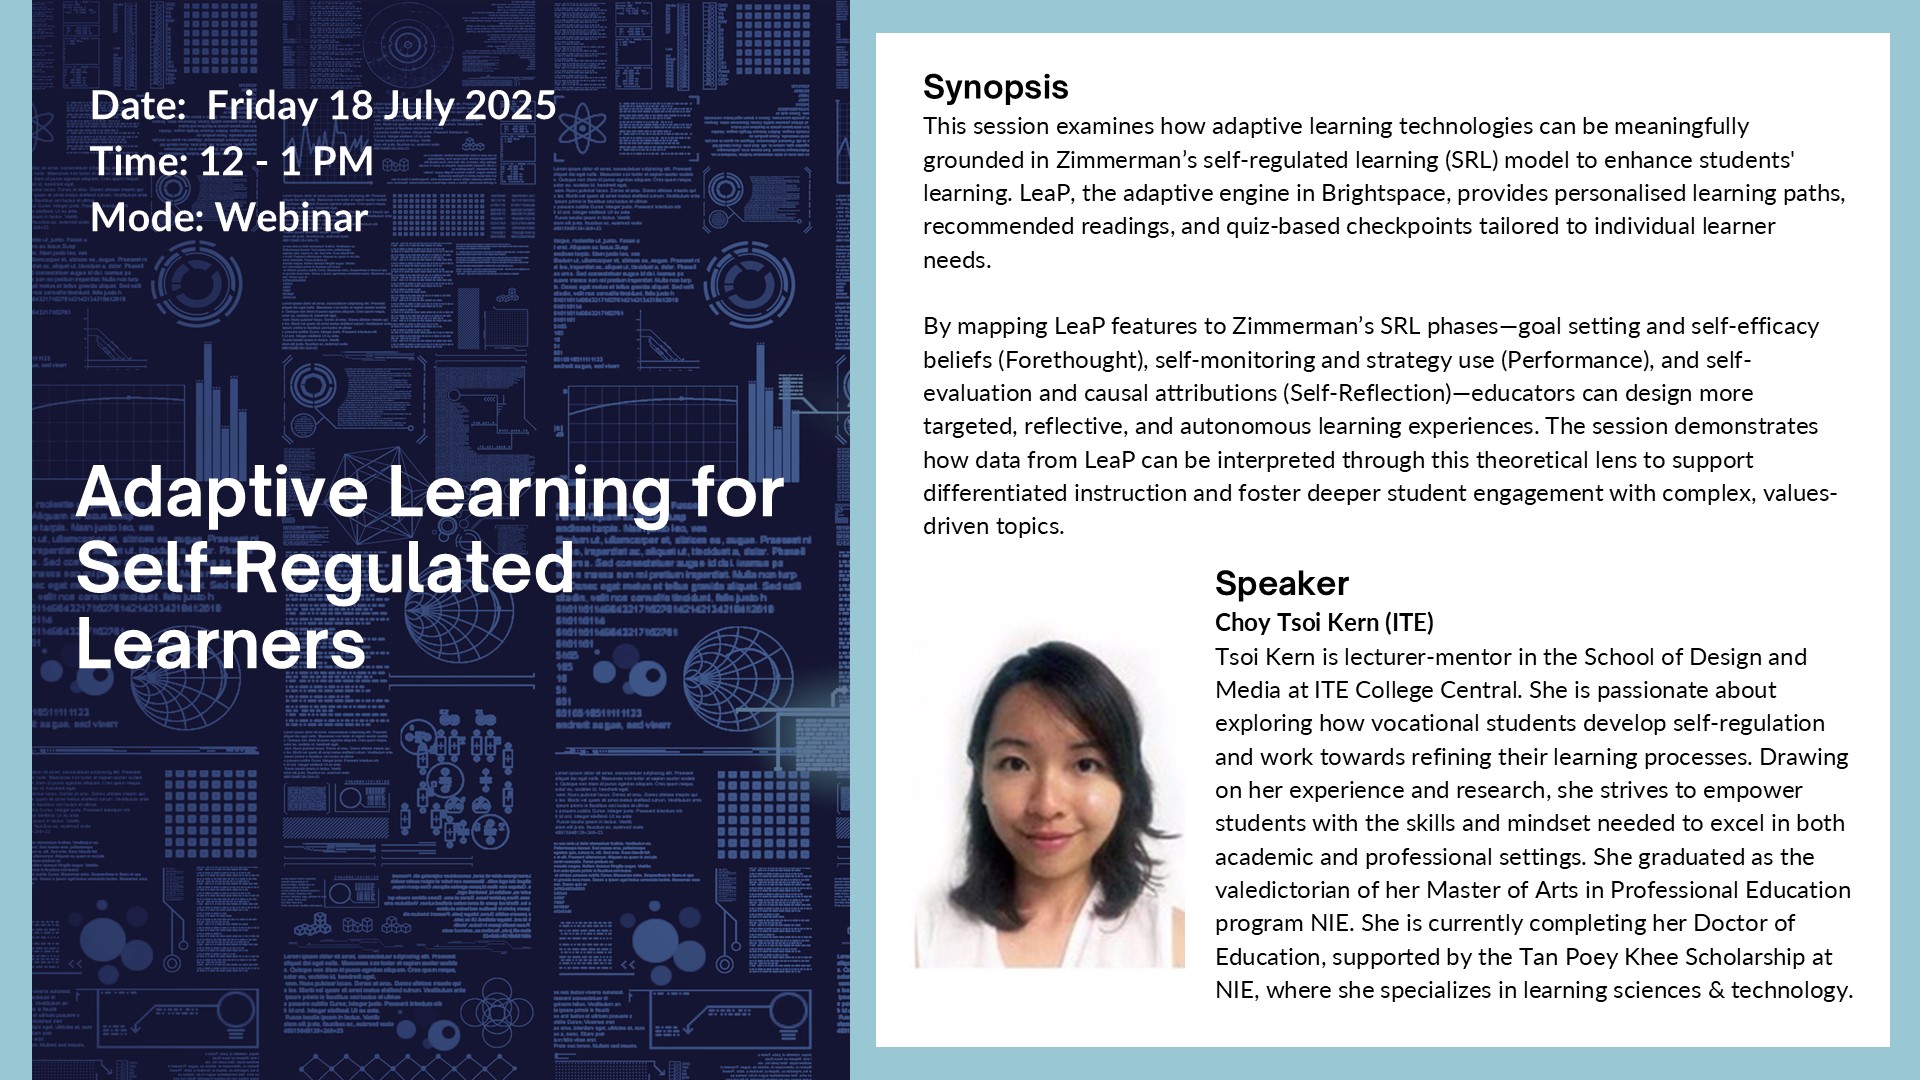 Date:  Friday 18 July 2025
Time: 12 - 1 PM
Mode: Webinar
Adaptive Learning for
Self-Regulated
Learners
Synopsis
This session examines how adaptive learning technologies can be meaningfully
grounded in Zimmerman’s self-regulated learning (SRL) model to enhance students'
learning. LeaP, the adaptive engine in Brightspace, provides personalised learning paths,
recommended readings, and quiz-based checkpoints tailored to individual learner
needs.
By mapping LeaP features to Zimmerman’s SRL phases—goal setting and self-efficacy
beliefs (Forethought), self-monitoring and strategy use (Performance), and self-
evaluation and causal attributions (Self-Reflection)—educators can design more
targeted, reflective, and autonomous learning experiences. The session demonstrates
how data from LeaP can be interpreted through this theoretical lens to support
differentiated instruction and foster deeper student engagement with complex, values-
driven topics.
Speaker
Choy Tsoi Kern (ITE)
Tsoi Kern is lecturer-mentor in the School of Design and
Media at ITE College Central. She is passionate about
exploring how vocational students develop self-regulation
and work towards refining their learning processes. Drawing
on her experience and research, she strives to empower
students with the skills and mindset needed to excel in both
academic and professional settings. She graduated as the
valedictorian of her Master of Arts in Professional Education
program NIE. She is currently completing her Doctor of
Education, supported by the Tan Poey Khee Scholarship at
NIE, where she specializes in learning sciences & technology.